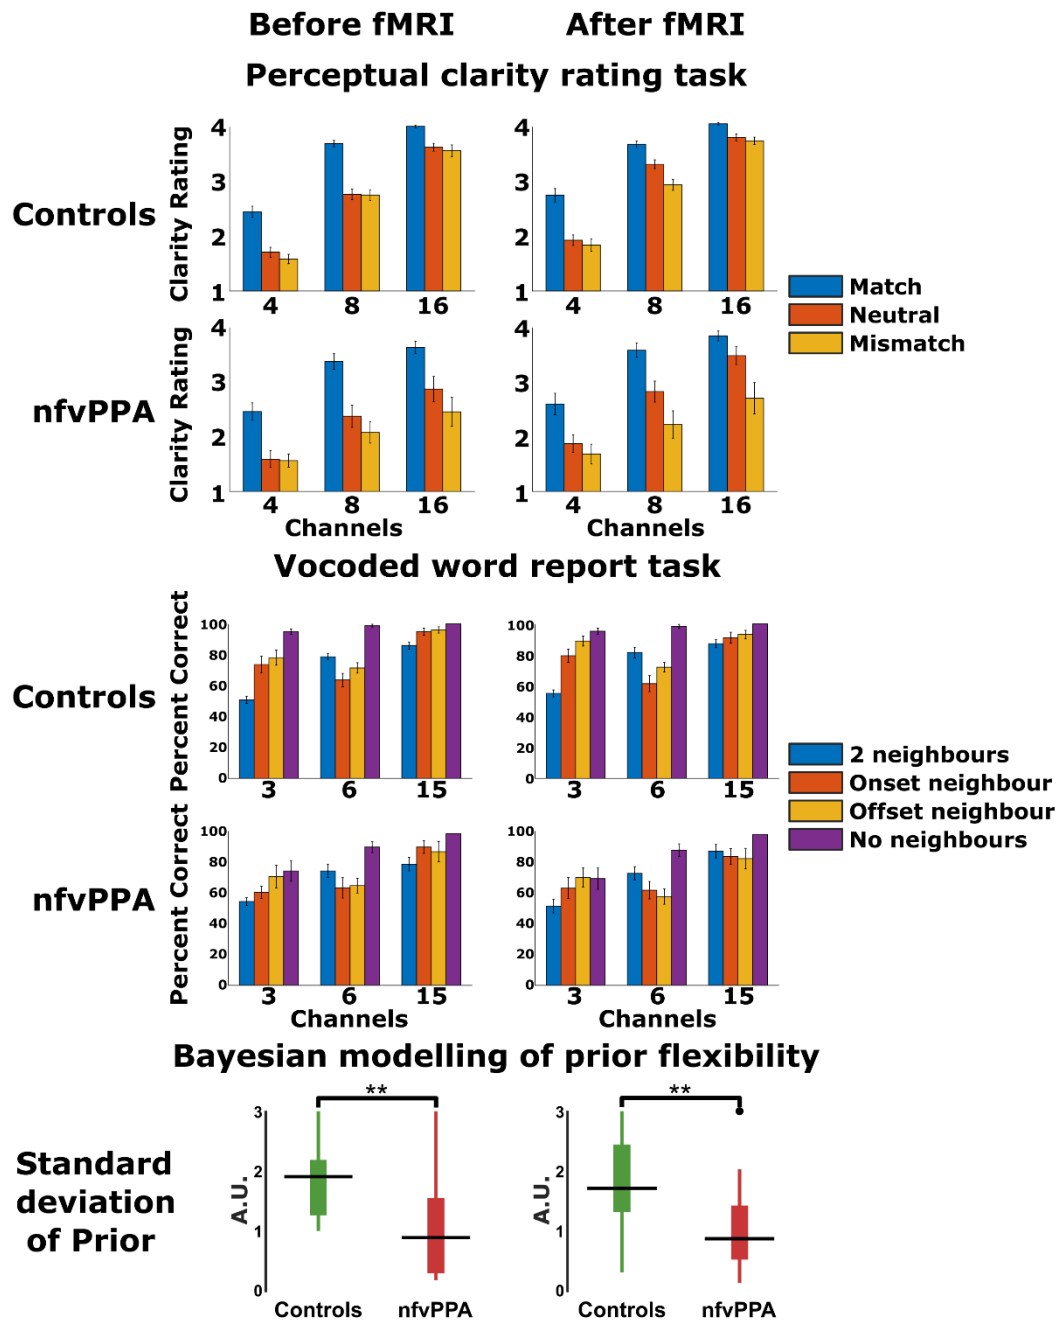 Before fMRI After fMRI
Perceptual clarity rating task
Controls
Clarity Rating
4
3
2
1
4 8 16
4
3
2
1
4 8 16
Match
Neutral
Mismatch
nfvPPA
Clarity Rating
4
3
2
1
4 8 16
Channels
4
3
2
1
4 8 16
Vocoded word report task
Controls
Percent Correct
100
80
60
40
20
0
3 6 15
100
80
60
40
20
0
3 6 15
2 neighbours
Onset neighbour
Offset neighbour
No neighbours
nfvPPA
Percent Correct
100
80
60
40
20
0
3 6 15
Channels
100
80
60
40
20
0
3 6 15
Channels
Bayesian modelling of prior flexibility
Standard
deviation
of Prior
A.U.
3
2
1
0
**
Controls nfvPPA
A.U.
3
2
1
0
**
Controls nfvPPA